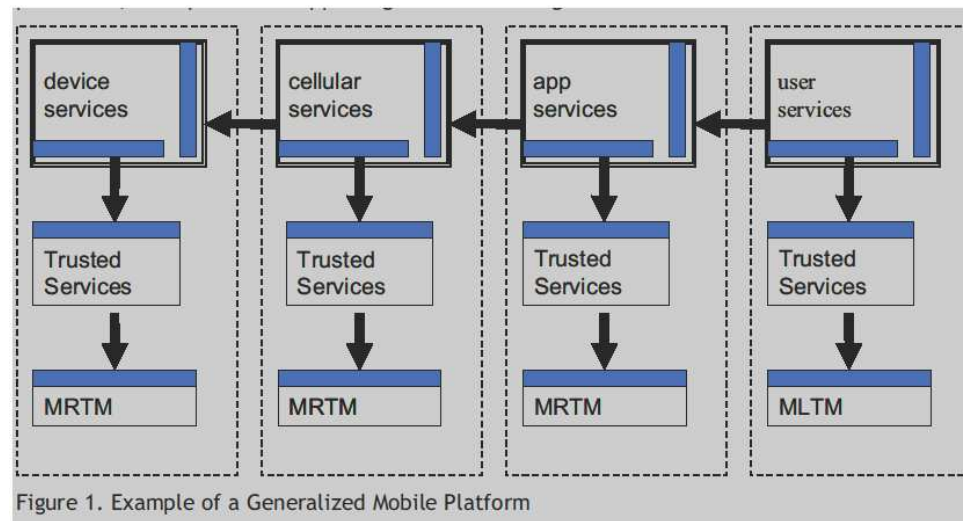 device
services
cellular
services
app
services
user
services
Trusted
Services
Trusted
Services
Trusted
Services
Trusted
Services
MRTM
MRTM
MRTM
MLTM
Figure 1. Example of a Generalized Mobile Platform